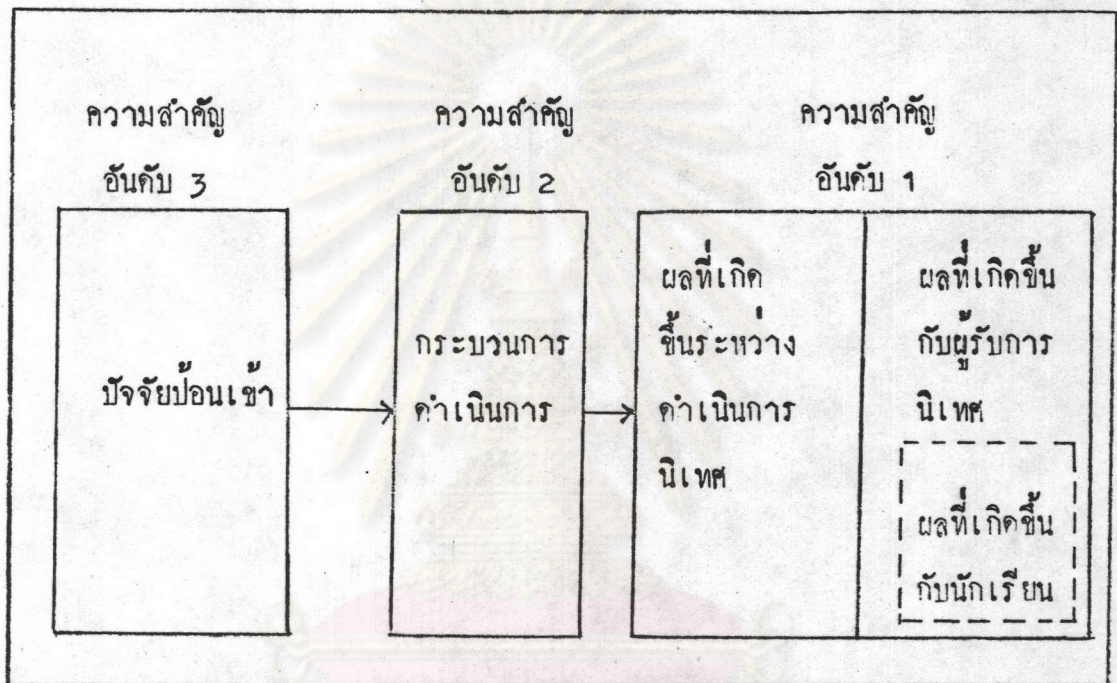 ความสำคัญ
อันดับ 3
ความสำคัญ
อันดับ 2
ความสำคัญ
อันดับ 1
ปัจจัยป้อนเข้า
กระบวนการ
ดำเนินการ
ผลที่เกิด
ขึ้นระหว่าง
ดำเนินการ
นิเทศ
ผลที่เกิดขึ้น
กับผู้รับการ
นิเทศ
ผลที่เกิดขึ้น
กับนักเรียน